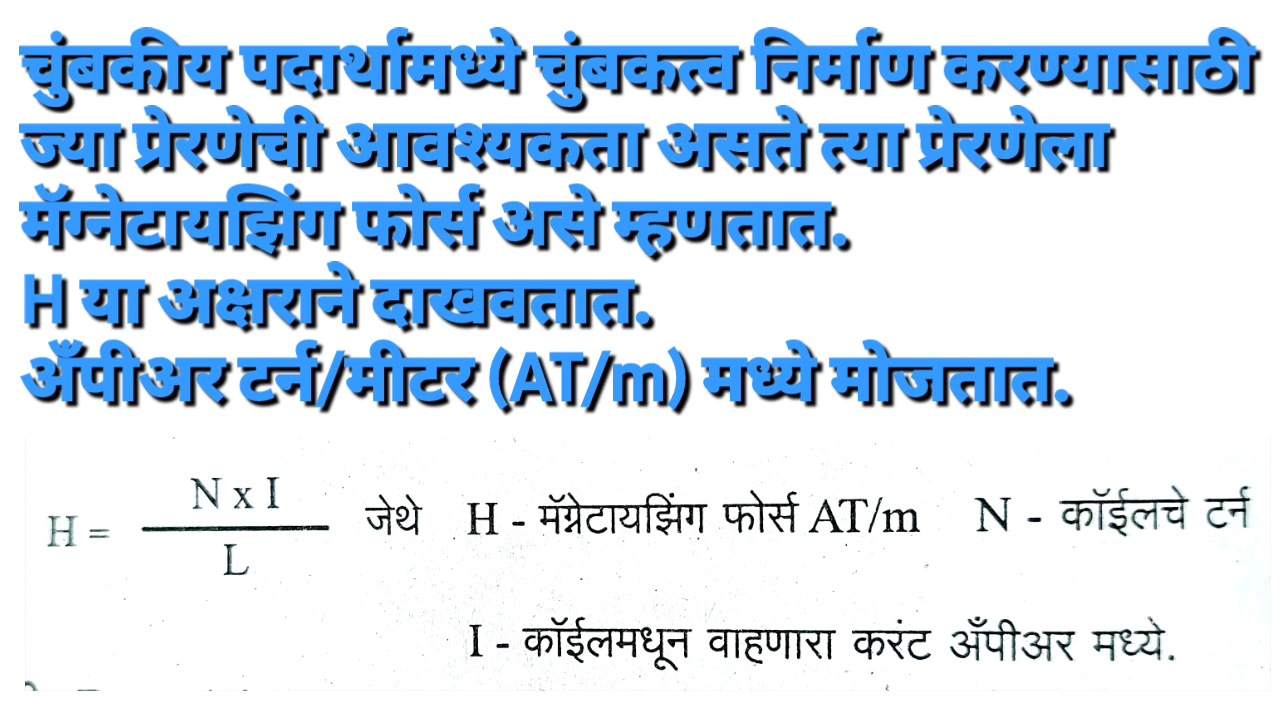 चुंबकीय पदार्थामध्ये चुंबकत्व निर्माण करण्यासाठी
ज्या प्रेरणेची आवश्यकता असते त्या प्रेरणेला
मॅग्नेटायझिंग फोर्स असे म्हणतात.
H या अक्षराने दाखवतात.
अँपीअर टर्न/मीटर (AT/m) मध्ये मोजतात.
H = N x I / L जेथे H - मॅग्नेटायझिंग फोर्स AT/m N - कॉईलचे टर्न
I - कॉईलमधून वाहणारा करंट अँपीअर मध्ये.